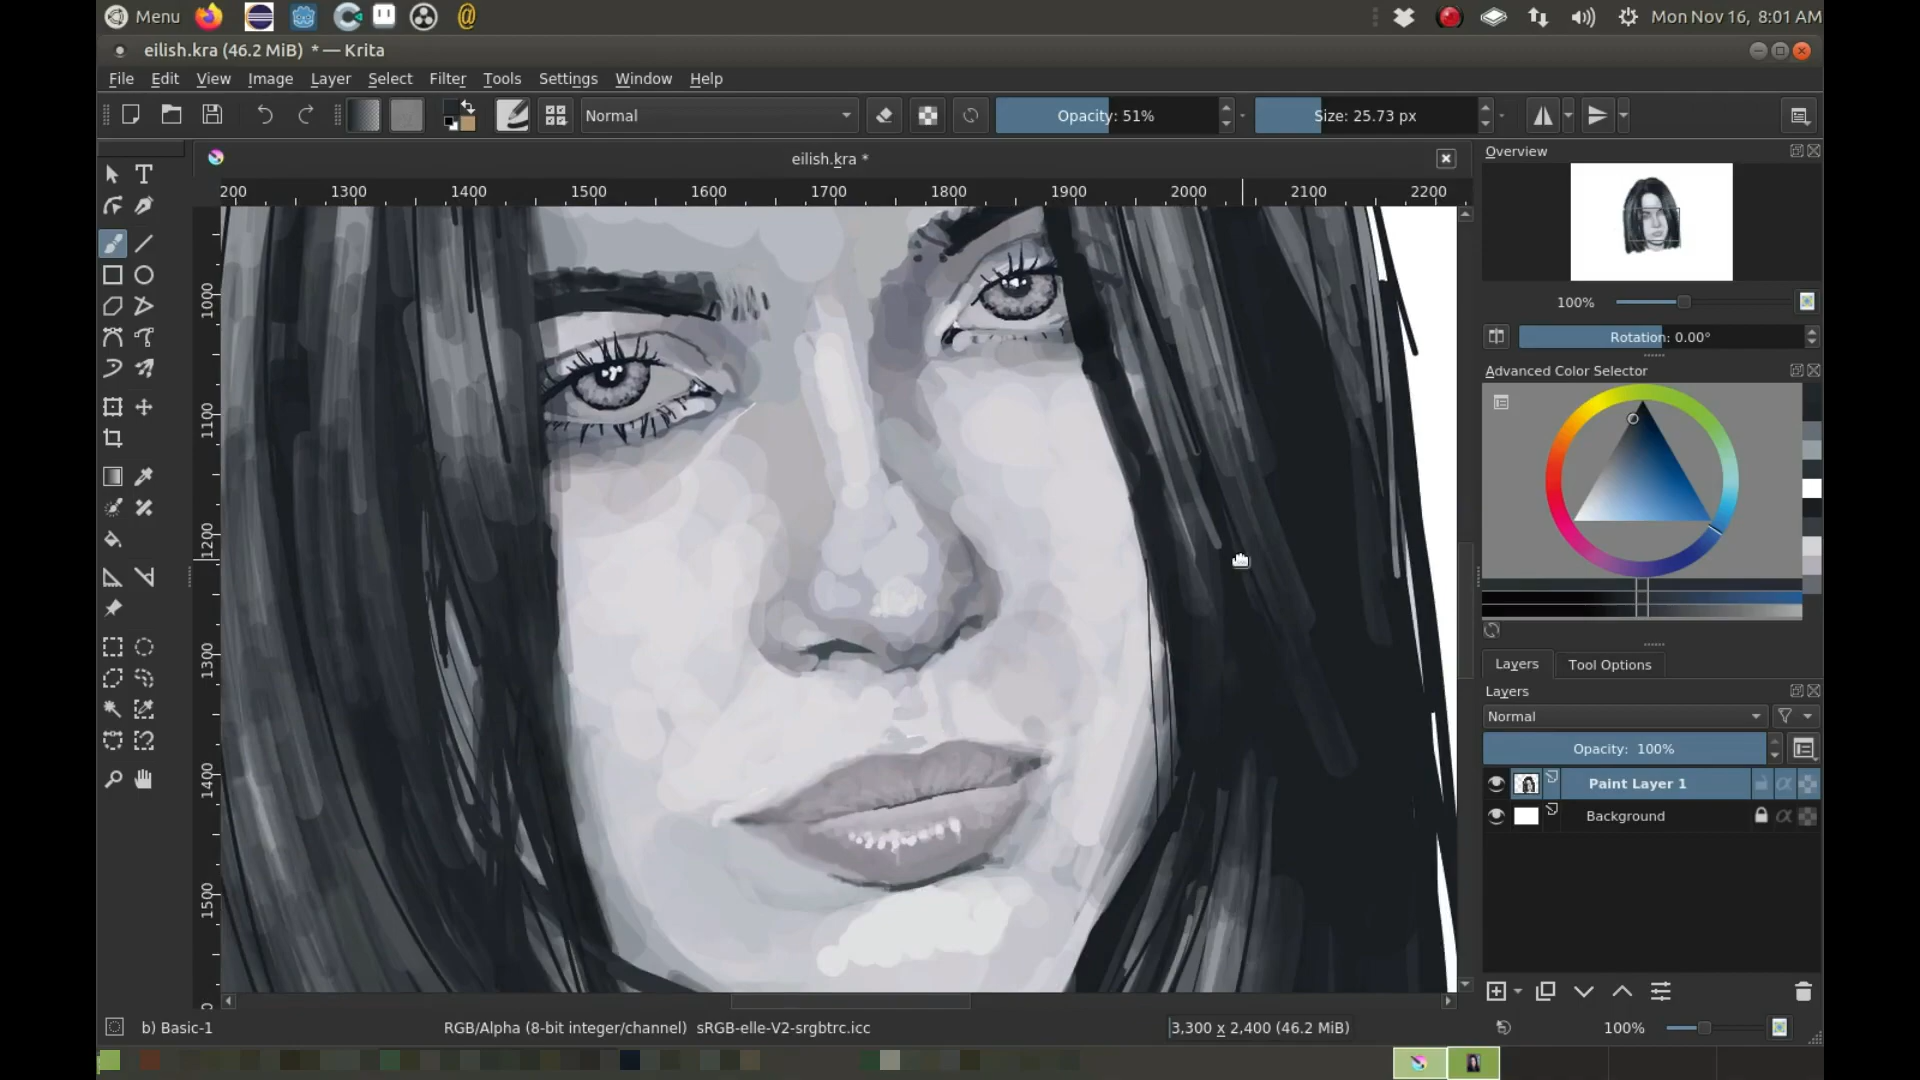 Menu
Mon Nov 16, 8:01 AM
eilish.kra (46.2 MiB) * — Krita
File Edit View Image Layer Select Filter Tools Settings Window Help
Normal
Opacity: 51%
Size: 25.73 px
eilish.kra *
Overview
200 1300 1400 1500 1600 1700 1800 1900 2000 2100 2200
1000
1100
1200
1300
1400
1500
0
100%
Rotation: 0.00°
Advanced Color Selector
Layers Tool Options
Layers
Normal
Opacity: 100%
Paint Layer 1
Background
b) Basic-1
RGB/Alpha (8-bit integer/channel) sRGB-elle-V2-srgbtrc.icc
3,300 x 2,400 (46.2 MiB)
100%